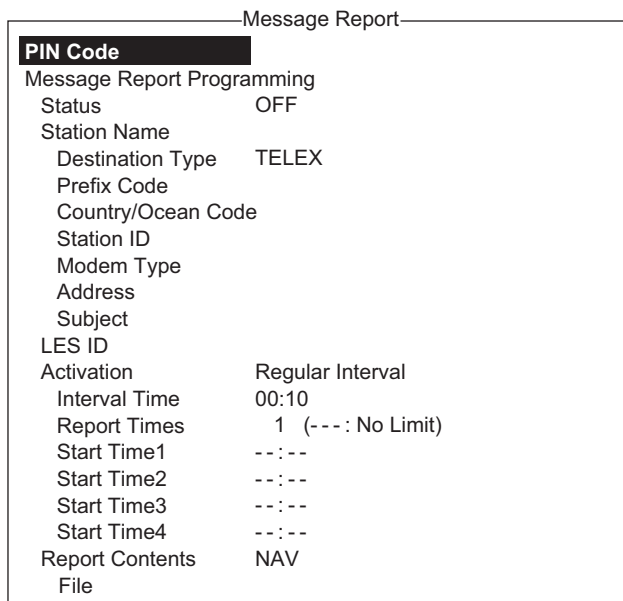 Message Report
PIN Code
Message Report Programming
Status OFF
Station Name
Destination Type TELEX
Prefix Code
Country/Ocean Code
Station ID
Modem Type
Address
Subject
LES ID
Activation Regular Interval
Interval Time 00:10
Report Times 1 (---: No Limit)
Start Time1 --:--
Start Time2 --:--
Start Time3 --:--
Start Time4 --:--
Report Contents NAV
File